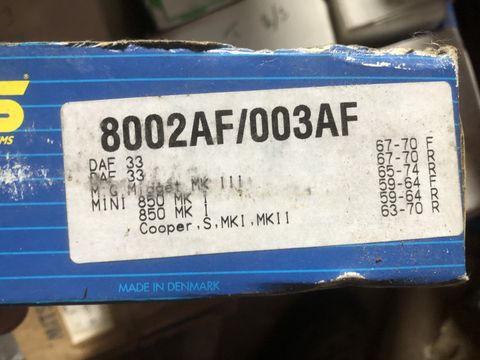 S
MS
8002AF/003AF
DAF 33 67-70 F
DAF 33 67-70 R
M.G Midget MK III 65-74 R
MiNi 850 MK I 59-64 F
850 MK I 59-64 R
Cooper,S,MKI,MKII 63-70 R
MADE IN DENMARK